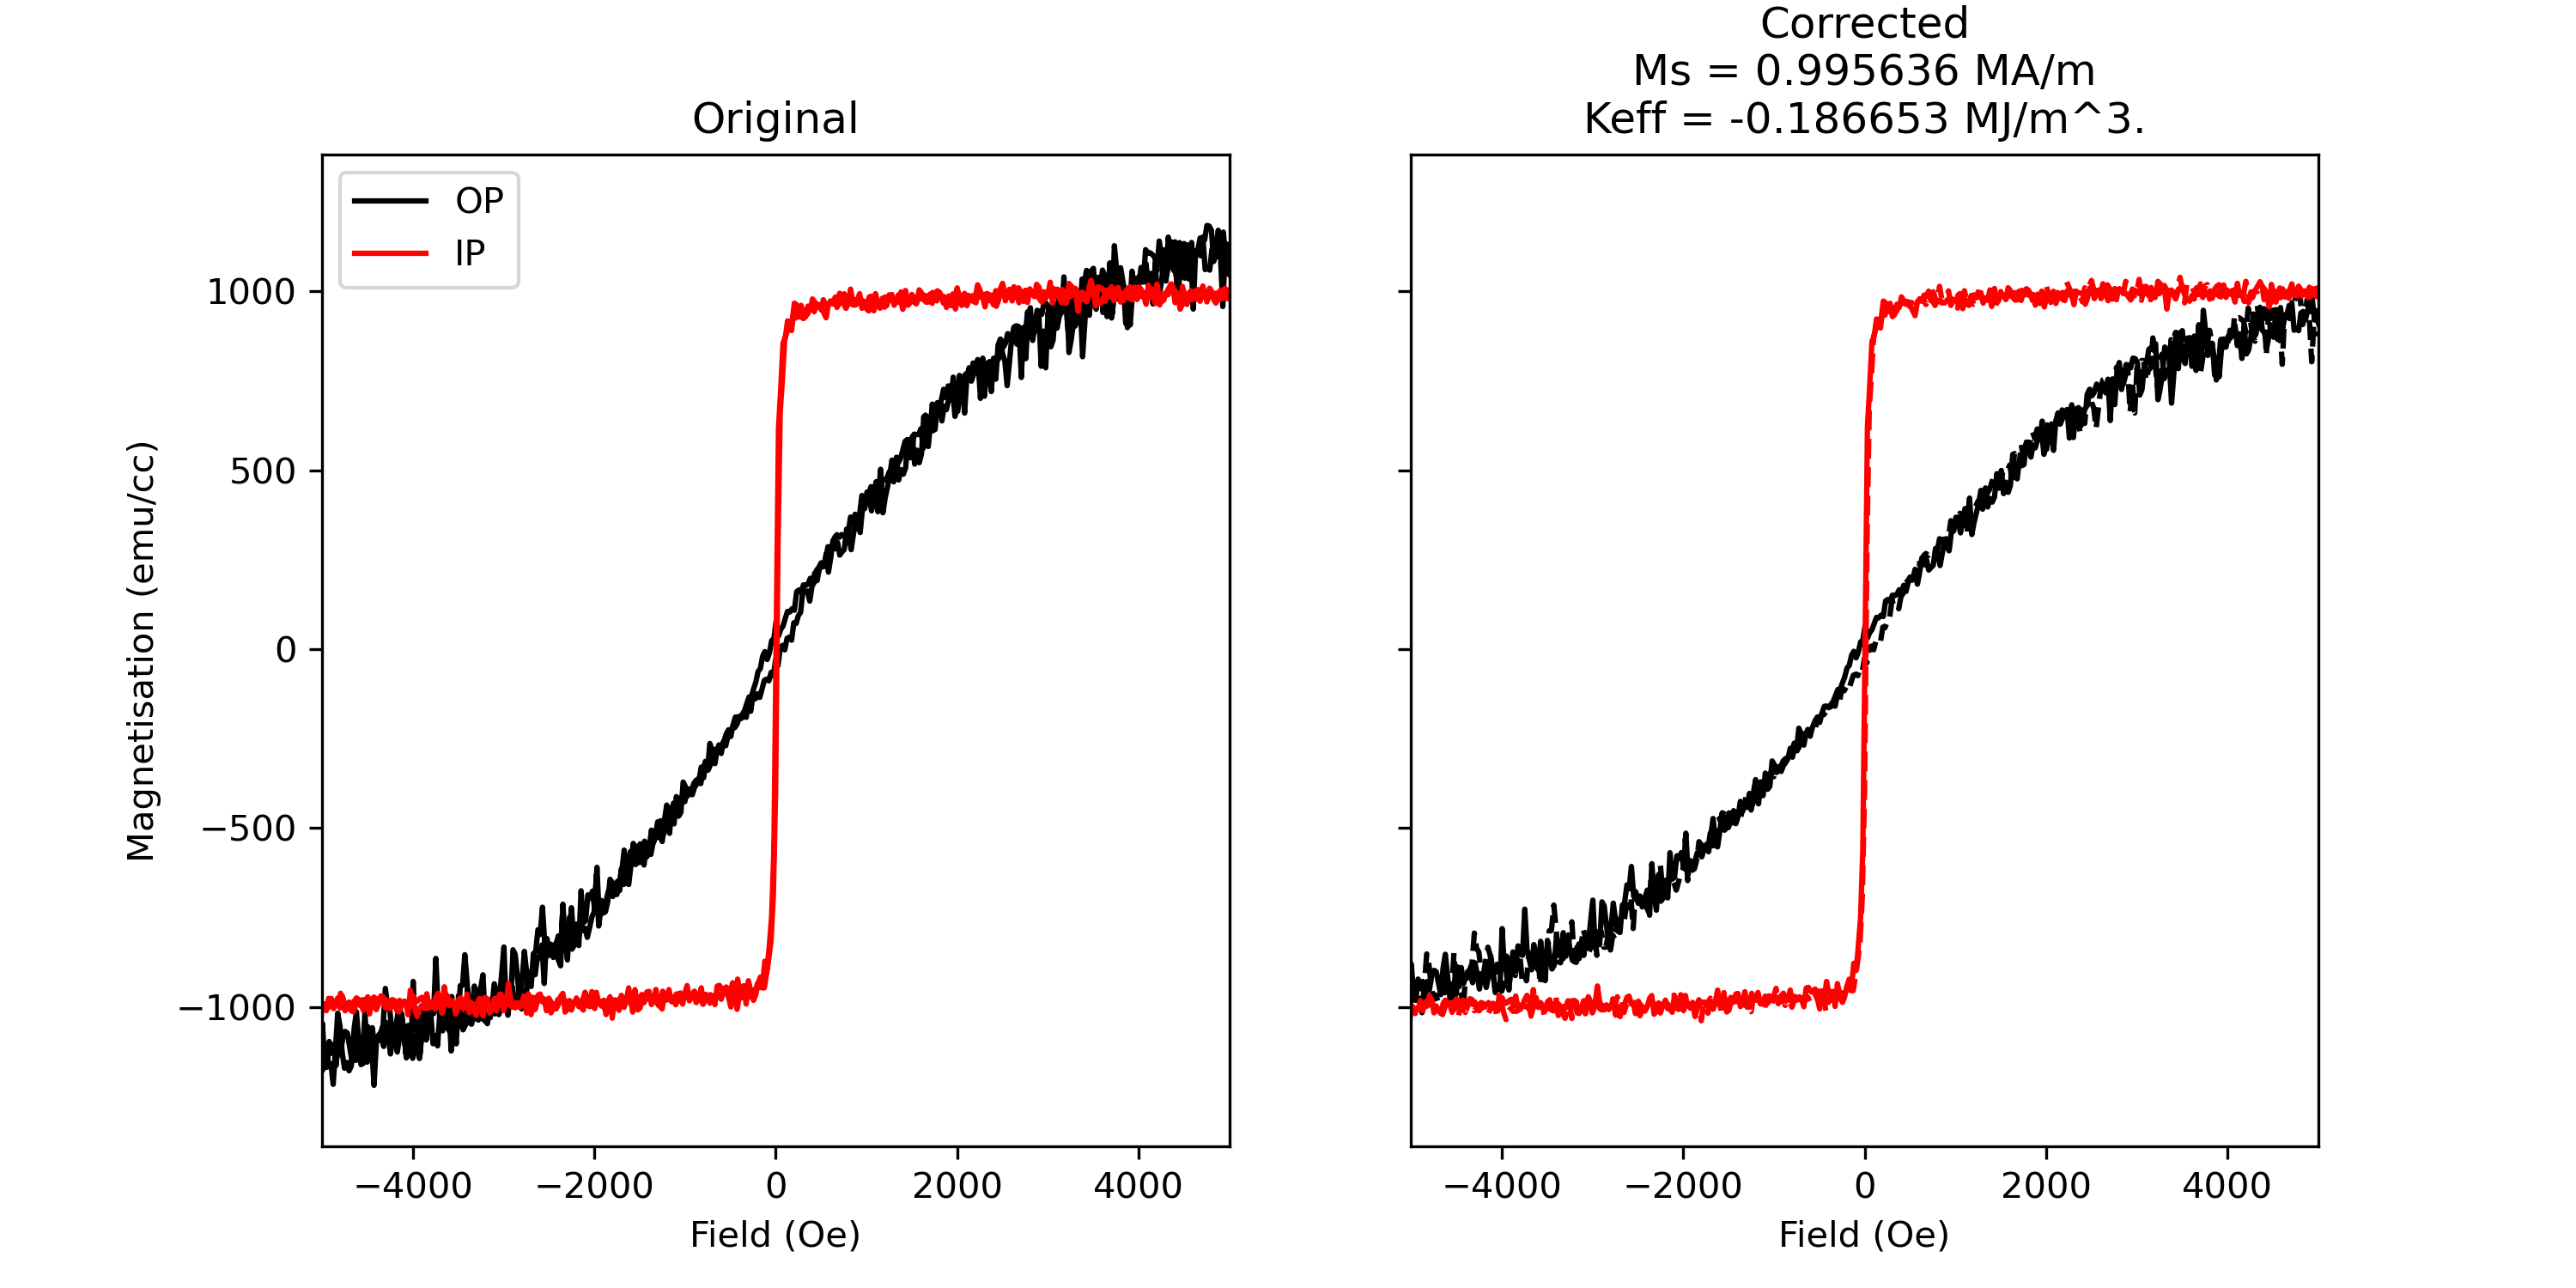 Original
OP
IP
1000
500
0
−500
−1000
Magnetisation (emu/cc)
−4000 −2000 0 2000 4000
Field (Oe)
Corrected
Ms = 0.995636 MA/m
Keff = -0.186653 MJ/m^3.
−4000 −2000 0 2000 4000
Field (Oe)